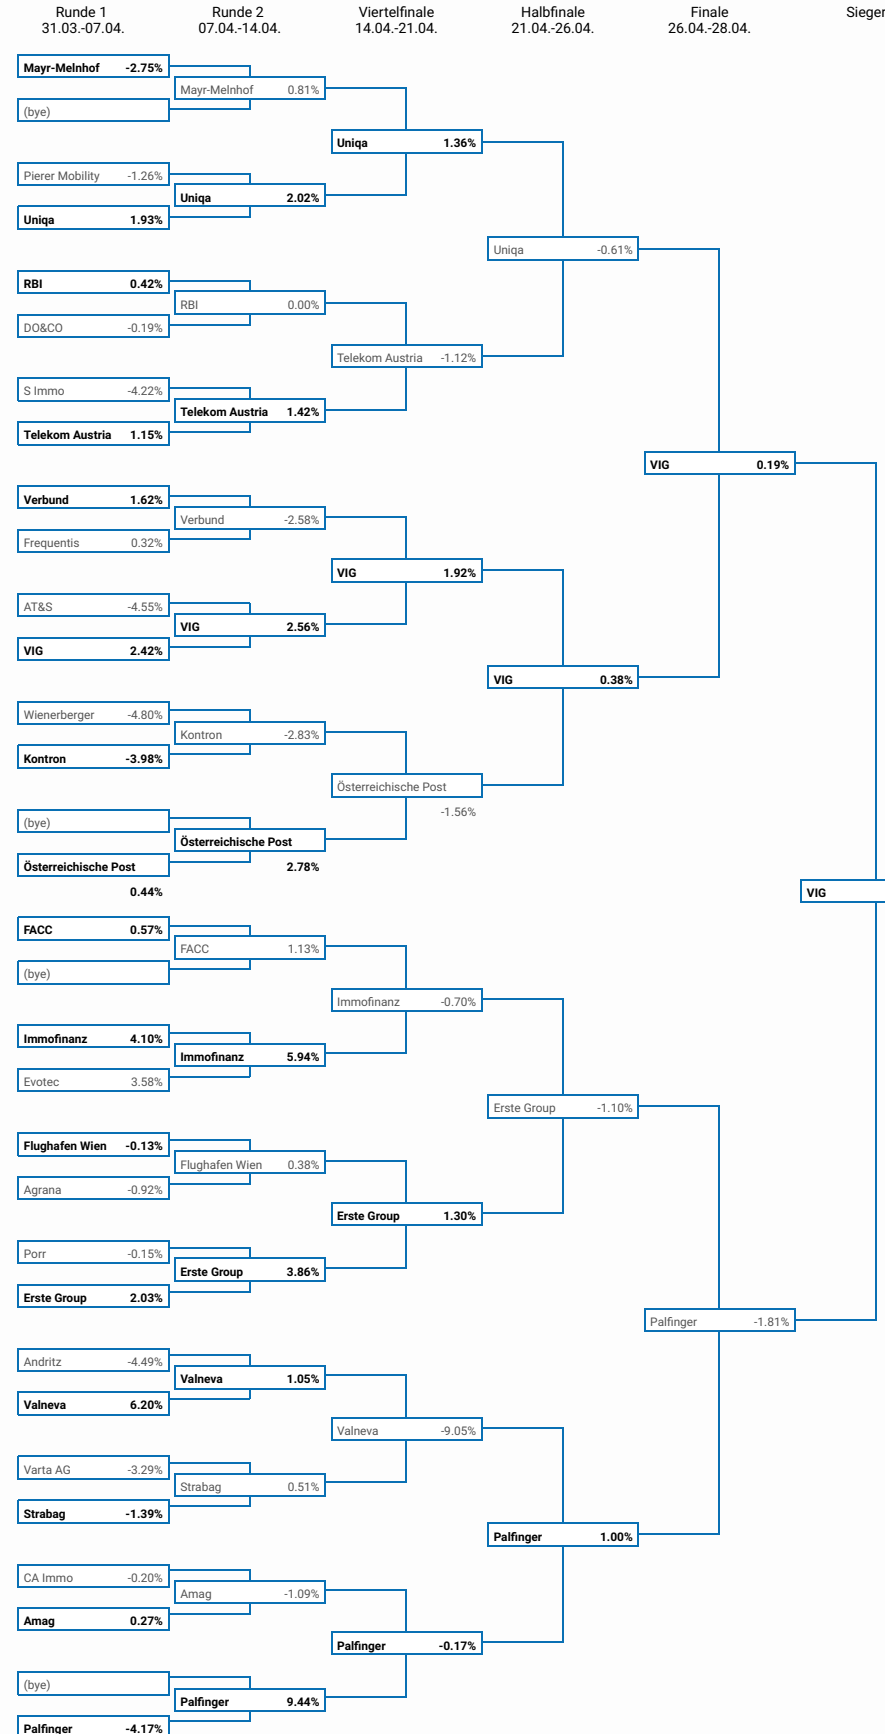 Runde 1 Runde 2 Viertelfinale Halbfinale Finale Sieger
31.03.-07.04. 07.04.-14.04. 14.04.-21.04. 21.04.-26.04. 26.04.-28.04.
Mayr-Melnhof -2.75%
Mayr-Melnhof 0.81%
(bye)
Uniqa 1.36%
Pierer Mobility -1.26%
Uniqa 2.02%
Uniqa 1.93%
Uniqa -0.61%
RBI 0.42%
RBI 0.00%
DO&CO -0.19%
Telekom Austria -1.12%
S Immo -4.22%
Telekom Austria 1.42%
Telekom Austria 1.15%
VIG 0.19%
Verbund 1.62%
Verbund -2.58%
Frequentis 0.32%
VIG 1.92%
AT&S -4.55%
VIG 2.56%
VIG 2.42%
VIG 0.38%
Wienerberger -4.80%
Kontron -2.83%
Kontron -3.98%
Österreichische Post
-1.56%
(bye)
Österreichische Post
2.78%
Österreichische Post
0.44%
VIG
FACC 0.57%
FACC 1.13%
(bye)
Immofinanz -0.70%
Immofinanz 4.10%
Immofinanz 5.94%
Evotec 3.58%
Erste Group -1.10%
Flughafen Wien -0.13%
Flughafen Wien 0.38%
Agrana -0.92%
Erste Group 1.30%
Porr -0.15%
Erste Group 3.86%
Erste Group 2.03%
Palfinger -1.81%
Andritz -4.49%
Valneva 1.05%
Valneva 6.20%
Valneva -9.05%
Varta AG -3.29%
Strabag 0.51%
Strabag -1.39%
Palfinger 1.00%
CA Immo -0.20%
Amag -1.09%
Amag 0.27%
Palfinger -0.17%
(bye)
Palfinger 9.44%
Palfinger -4.17%